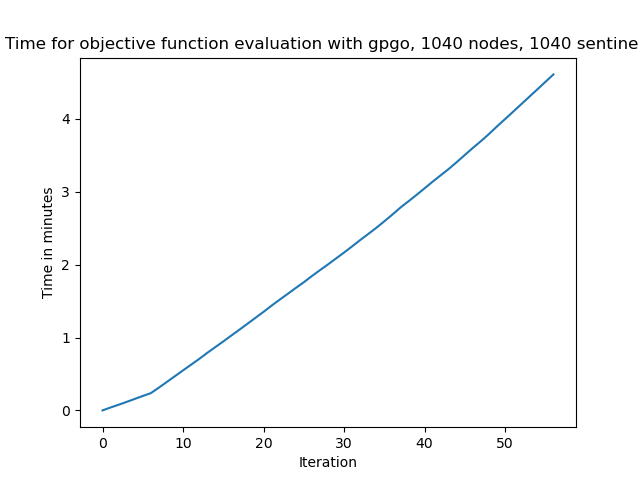 Time for objective function evaluation with gpgo, 1040 nodes, 1040 sentine
4
3
2
1
0
Time in minutes
0 10 20 30 40 50
Iteration